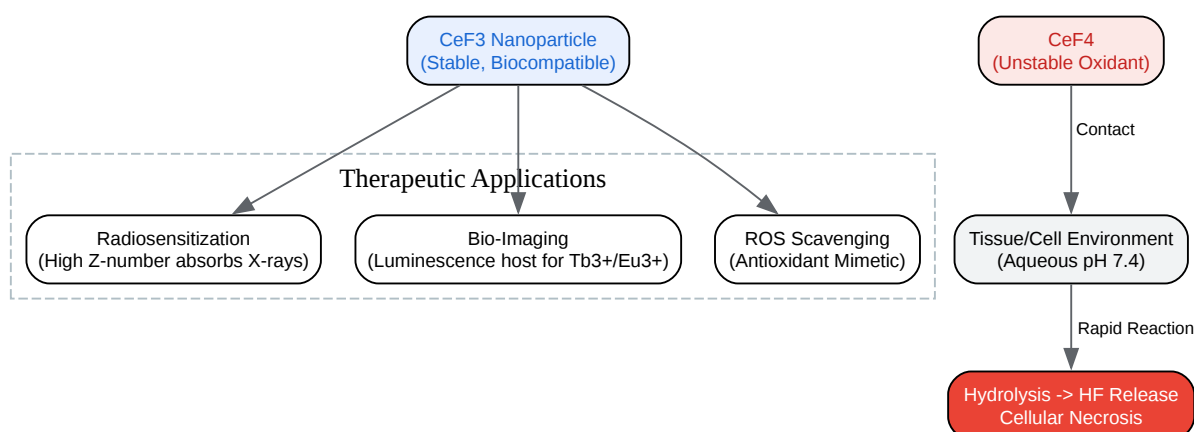 CeF3 Nanoparticle
(Stable, Biocompatible)
CeF4
(Unstable Oxidant)
Contact
Therapeutic Applications
Radiosensitization
(High Z-number absorbs X-rays)
Bio-Imaging
(Luminescence host for Tb3+/Eu3+)
ROS Scavenging
(Antioxidant Mimetic)
Tissue/Cell Environment
(Aqueous pH 7.4)
Rapid Reaction
Hydrolysis -> HF Release
Cellular Necrosis